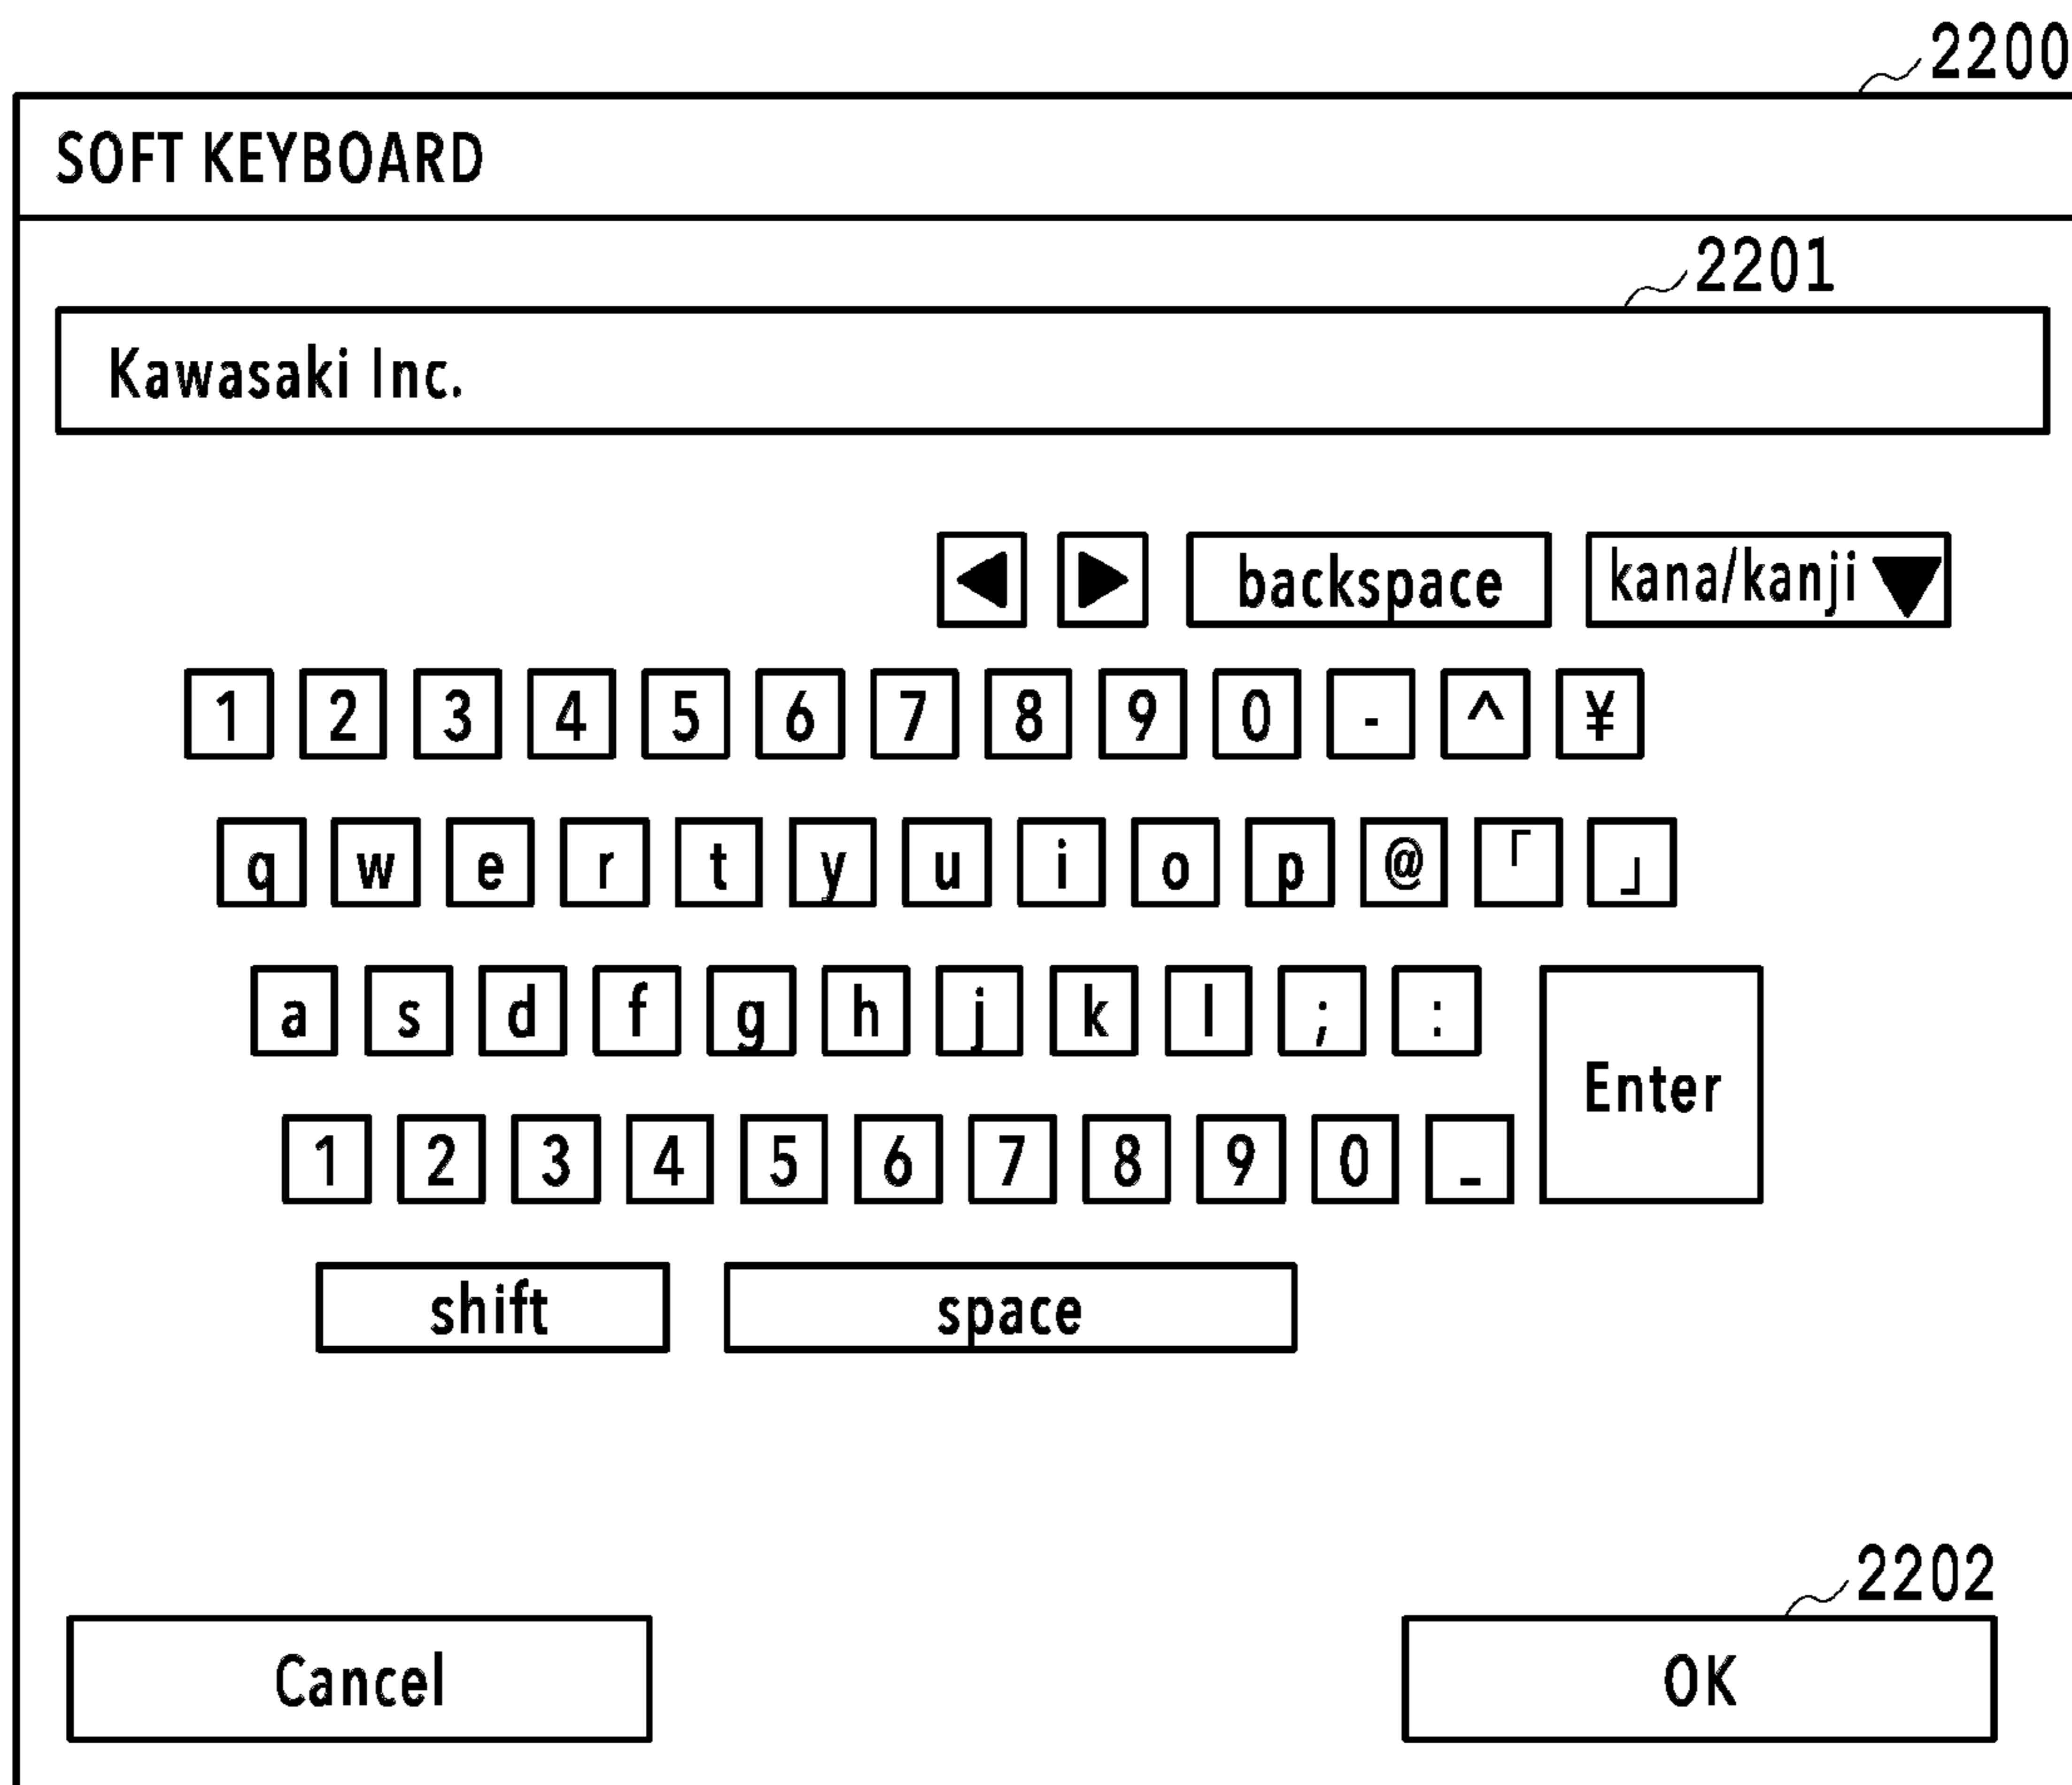 2200
SOFT KEYBOARD
2201
Kawasaki Inc.
◀ ▶ backspace kana/kanji ▼
1 2 3 4 5 6 7 8 9 0 - ^ ¥
q w e r t y u i o p @ 「 」
a s d f g h j k l ; :
Enter
1 2 3 4 5 6 7 8 9 0 _
shift space
2202
Cancel OK